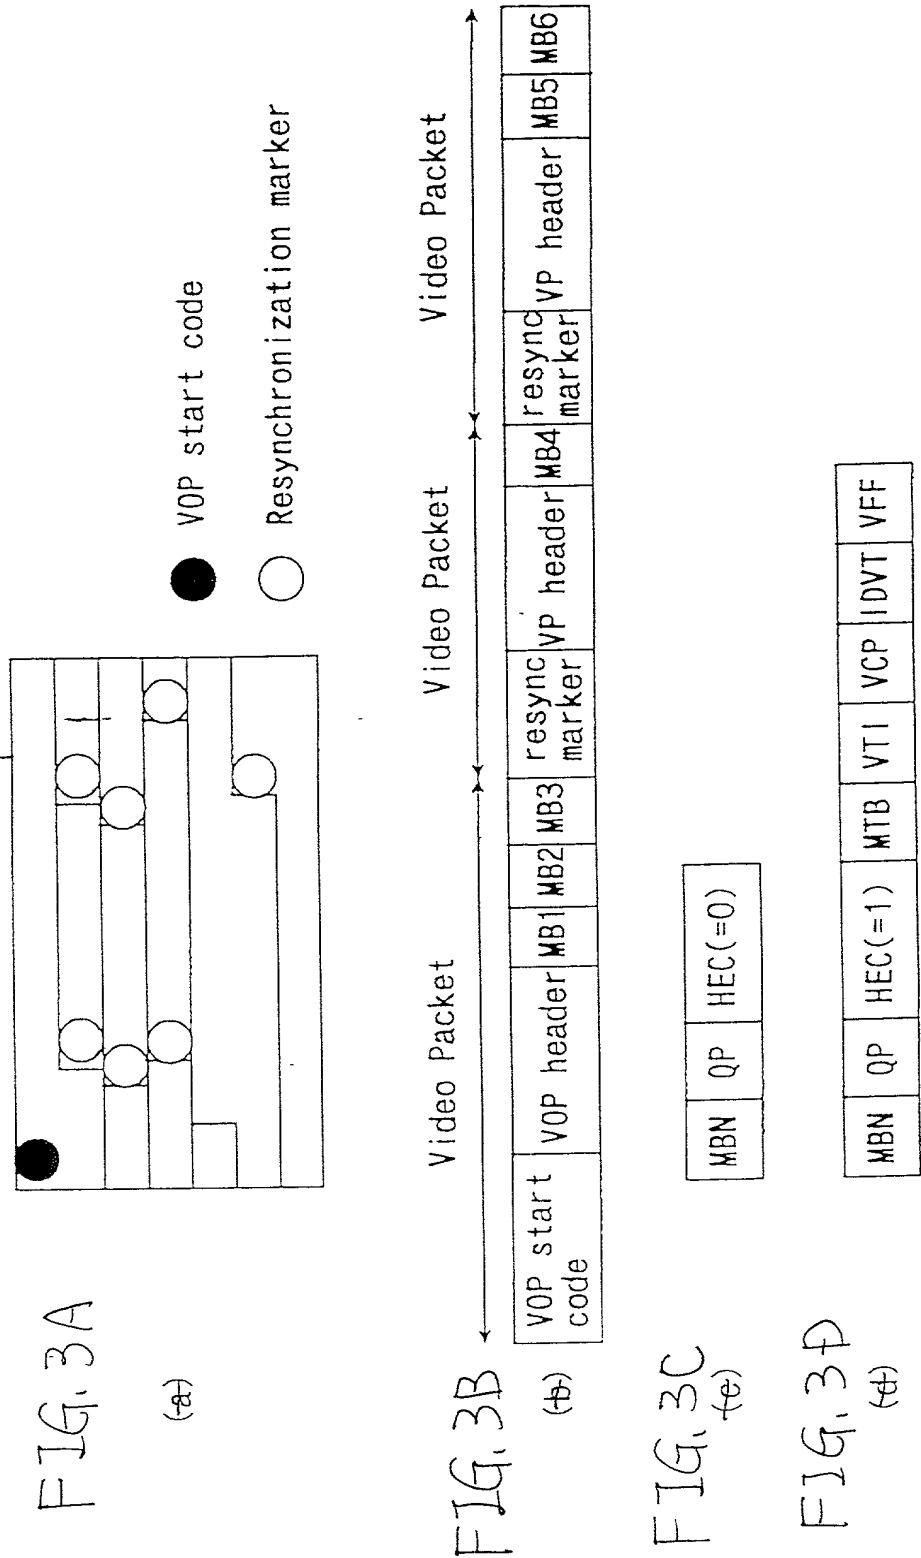 FIG. 3A
(a)
VOP start code
Resynchronization marker
FIG. 3B
(b)
Video Packet
Video Packet
Video Packet
VOP start
code
VOP header
MB1
MB2
MB3
resync
marker
VP header
MB4
resync
marker
VP header
MB5
MB6
FIG. 3C
(c)
MBN
QP
HEC(=0)
FIG. 3D
(d)
MBN
QP
HEC(=1)
MTB
VTI
VCP
IDVT
VFF